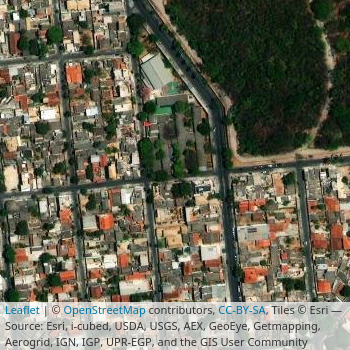 Leaflet | © OpenStreetMap contributors, CC-BY-SA, Tiles © Esri —
Source: Esri, i-cubed, USDA, USGS, AEX, GeoEye, Getmapping,
Aerogrid, IGN, IGP, UPR-EGP, and the GIS User Community